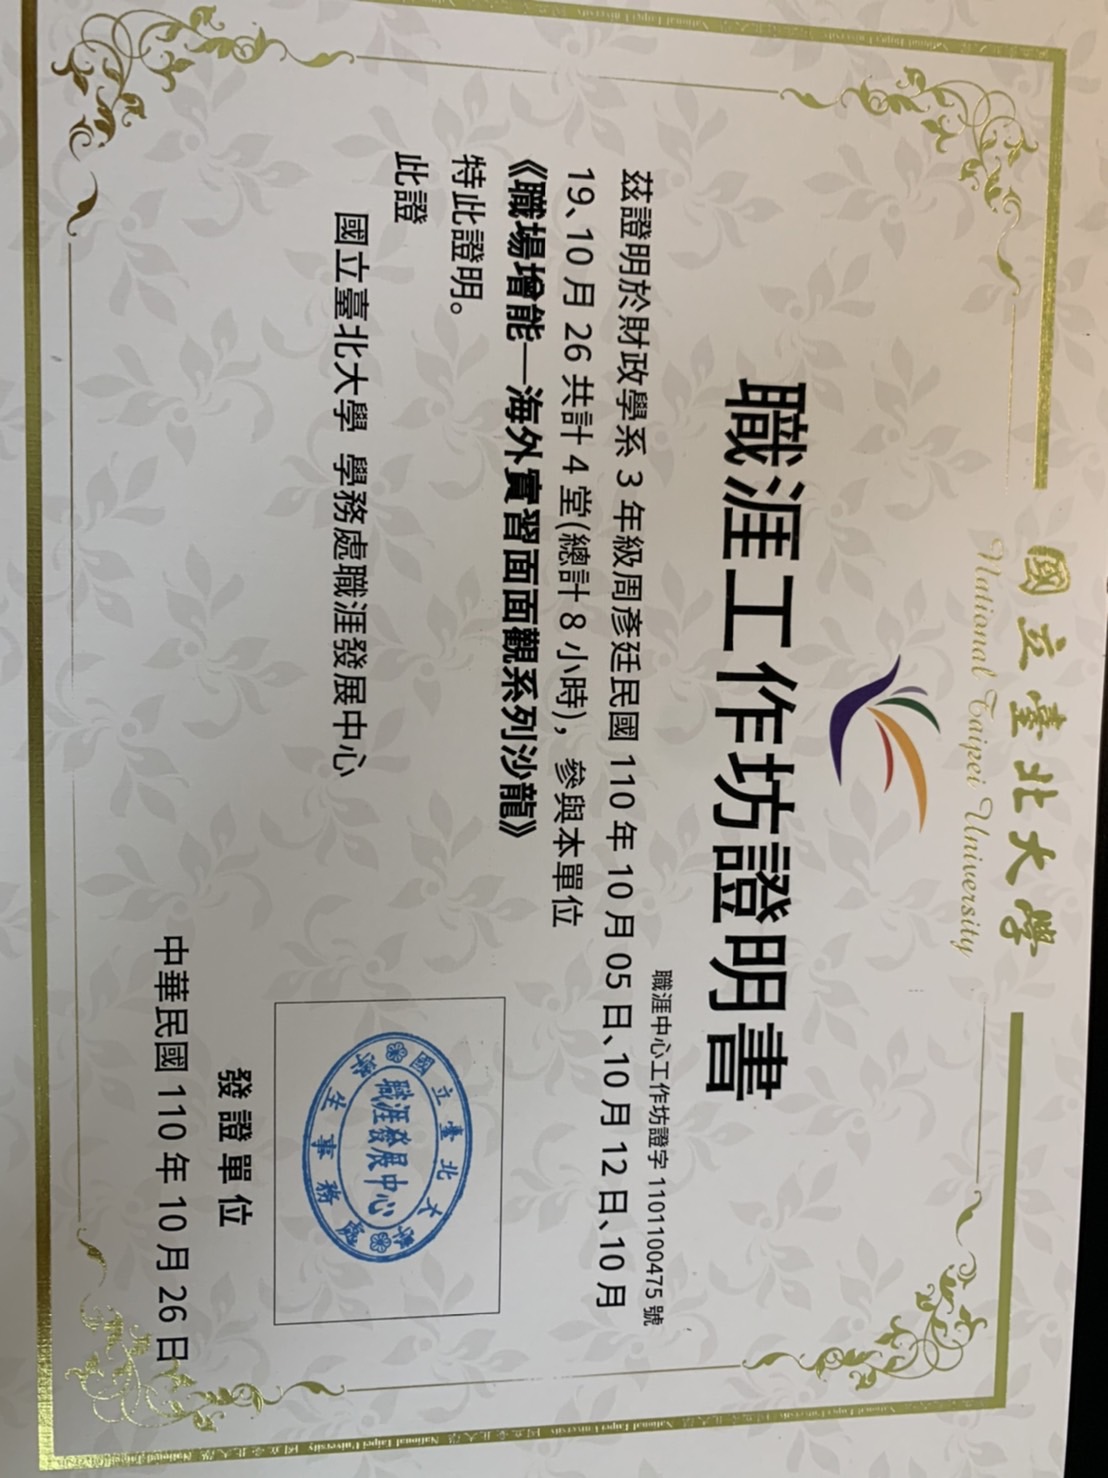 國立臺北大學
National Taipei University
職涯工作坊證明書
職涯中心工作坊證字 1101100475 號
茲證明於財政學系 3 年級周彥廷民國 110 年 10 月 05 日、10 月 12 日、10 月
19、10 月 26 共計 4 堂(總計 8 小時)，參與本單位
《職場增能—海外實習面面觀系列沙龍》
特此證明。
此證
國立臺北大學 學務處職涯發展中心
國立臺北大學
職涯發展中心
學生事務處
發證單位
中華民國 110 年 10 月 26 日